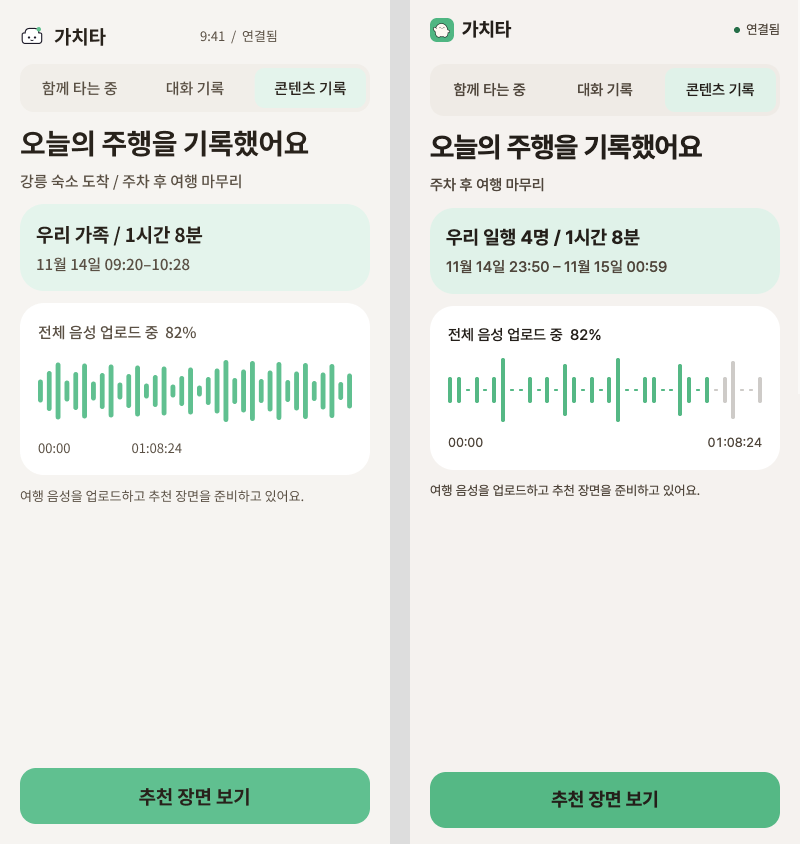 가치타
9:41 / 연결됨
함께 타는 중
대화 기록
콘텐츠 기록
오늘의 주행을 기록했어요
강릉 숙소 도착 / 주차 후 여행 마무리
우리 가족 / 1시간 8분
11월 14일 09:20–10:28
전체 음성 업로드 중 82%
00:00
01:08:24
여행 음성을 업로드하고 추천 장면을 준비하고 있어요.
추천 장면 보기
가치타
연결됨
함께 타는 중
대화 기록
콘텐츠 기록
오늘의 주행을 기록했어요
주차 후 여행 마무리
우리 일행 4명 / 1시간 8분
11월 14일 23:50 – 11월 15일 00:59
전체 음성 업로드 중 82%
00:00
01:08:24
여행 음성을 업로드하고 추천 장면을 준비하고 있어요.
추천 장면 보기